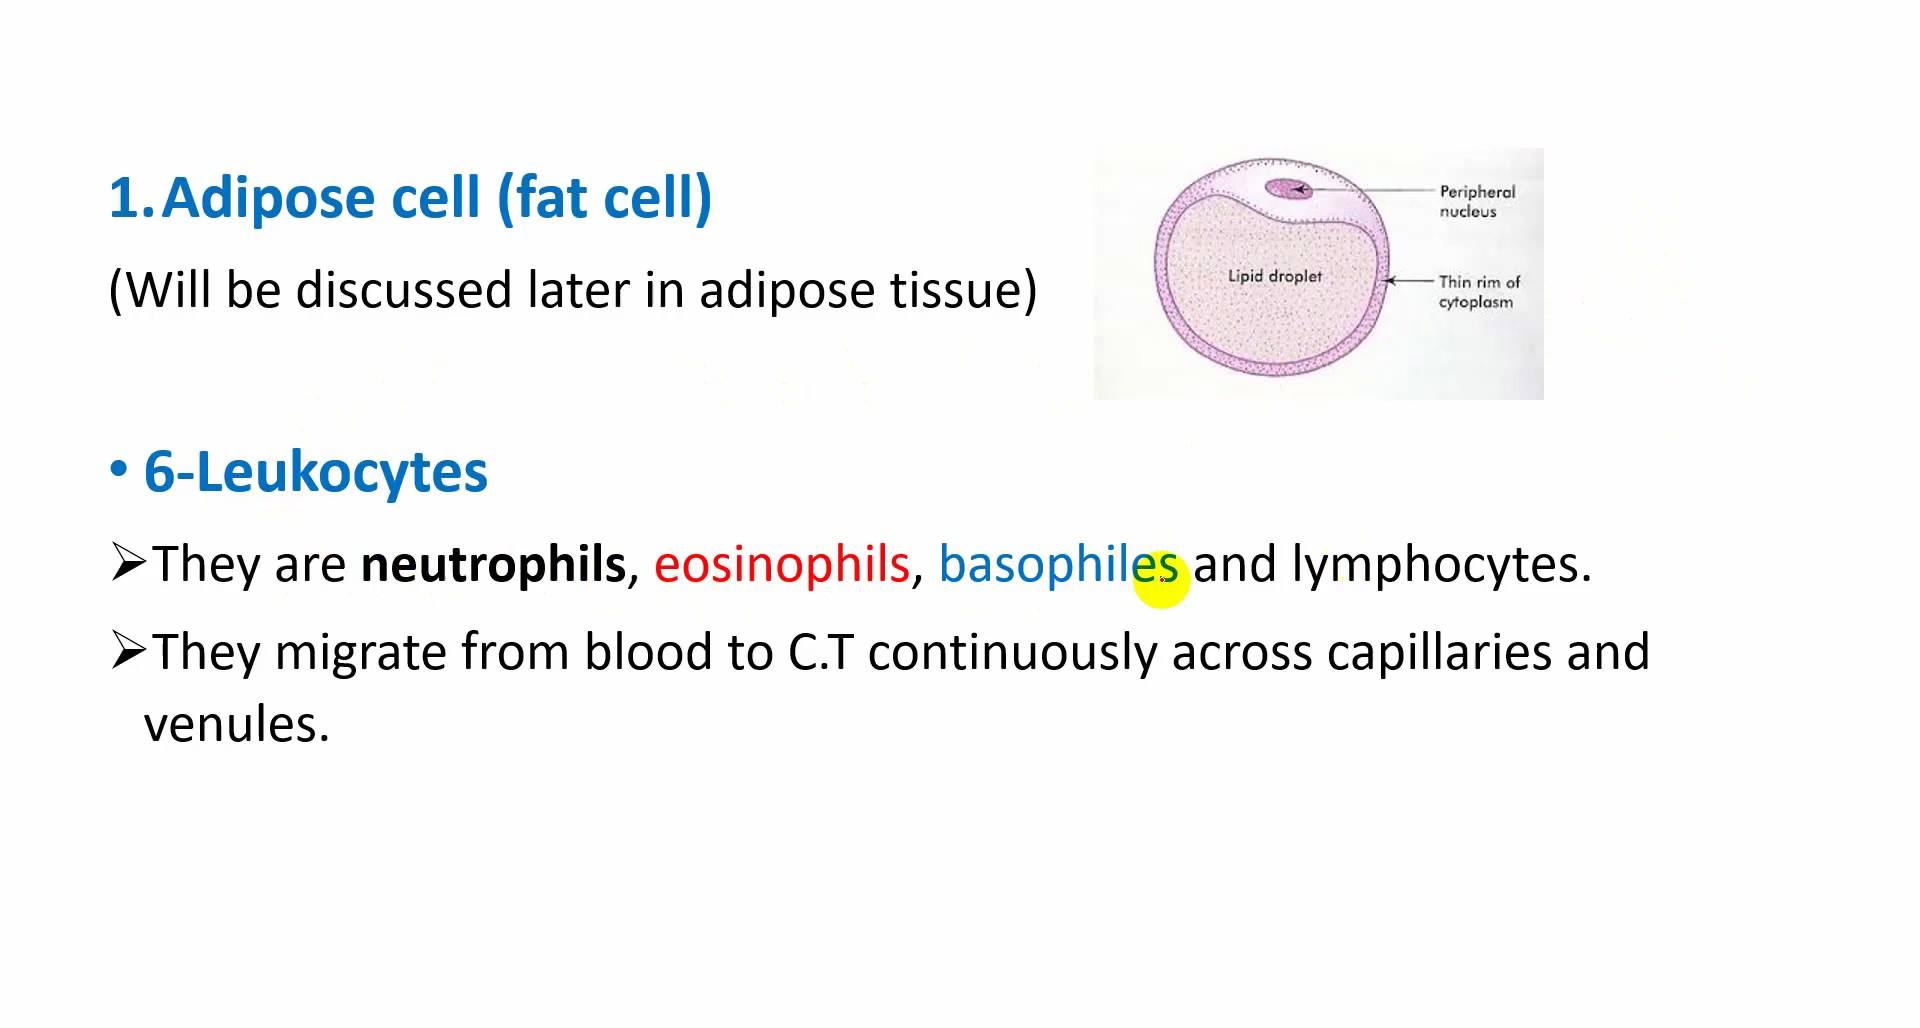 1. Adipose cell (fat cell)
(Will be discussed later in adipose tissue)
Peripheral
nucleus
Lipid droplet
Thin rim of
cytoplasm
• 6-Leukocytes
➢They are neutrophils, eosinophils, basophiles and lymphocytes.
➢They migrate from blood to C.T continuously across capillaries and
venules.